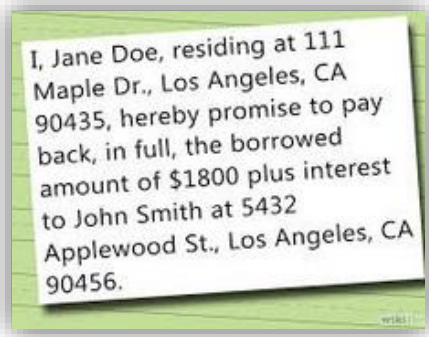 I, Jane Doe, residing at 111
Maple Dr., Los Angeles, CA
90435, hereby promise to pay
back, in full, the borrowed
amount of $1800 plus interest
to John Smith at 5432
Applewood St., Los Angeles, CA
90456.
wiki